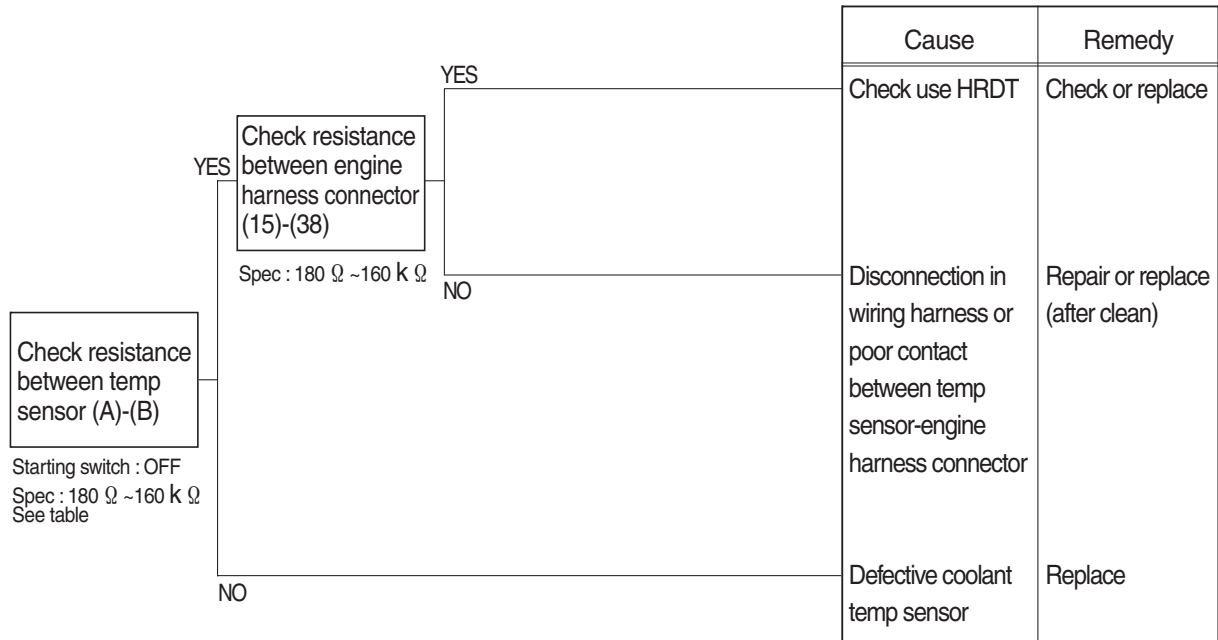 Cause Remedy
YES
Check use HRDT Check or replace
YES
Check resistance
between engine
harness connector
(15)-(38)
Spec : 180 Ω ~160 k Ω
NO
Disconnection in
wiring harness or
poor contact
between temp
sensor-engine
harness connector
Repair or replace
(after clean)
Check resistance
between temp
sensor (A)-(B)
Starting switch : OFF
Spec : 180 Ω ~160 k Ω
See table
NO
Defective coolant
temp sensor
Replace